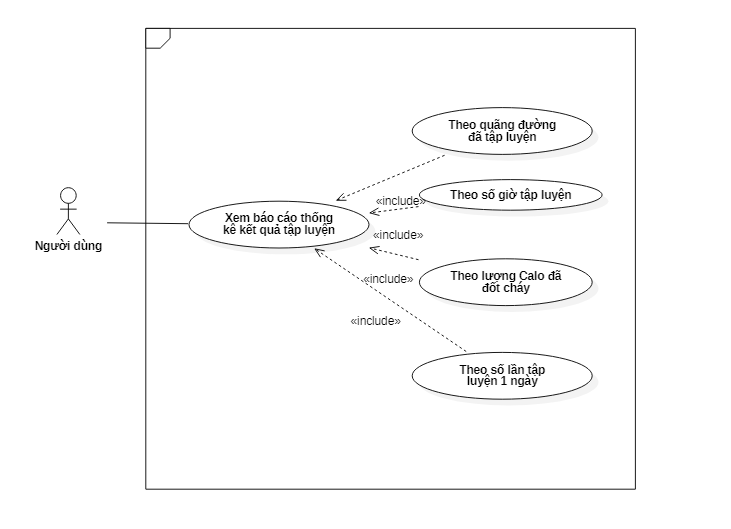 Theo quãng đường
đã tập luyện
Theo số giờ tập luyện
«include»
Xem báo cáo thống
kê kết quả tập luyện
«include»
Người dùng
Theo lượng Calo đã
đốt cháy
«include»
«include»
Theo số lần tập
luyện 1 ngày